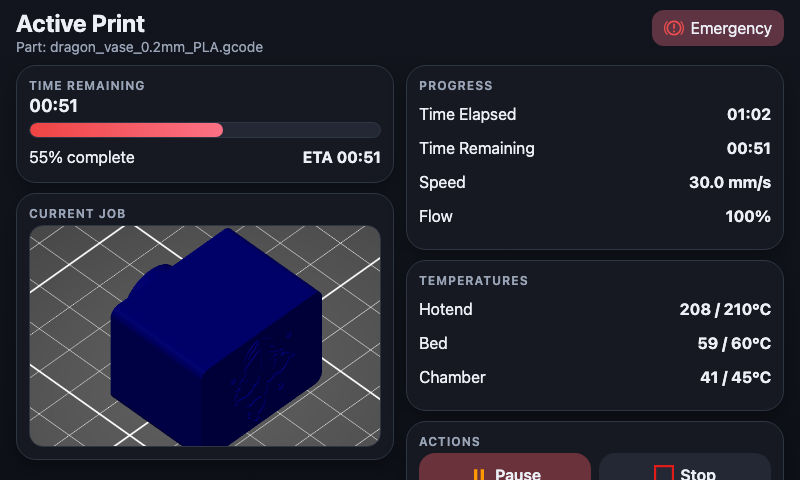 Active Print
Part: dragon_vase_0.2mm_PLA.gcode
Emergency
TIME REMAINING
00:51
55% complete ETA 00:51
CURRENT JOB
PROGRESS
Time Elapsed 01:02
Time Remaining 00:51
Speed 30.0 mm/s
Flow 100%
TEMPERATURES
Hotend 208 / 210°C
Bed 59 / 60°C
Chamber 41 / 45°C
ACTIONS
Pause Stop